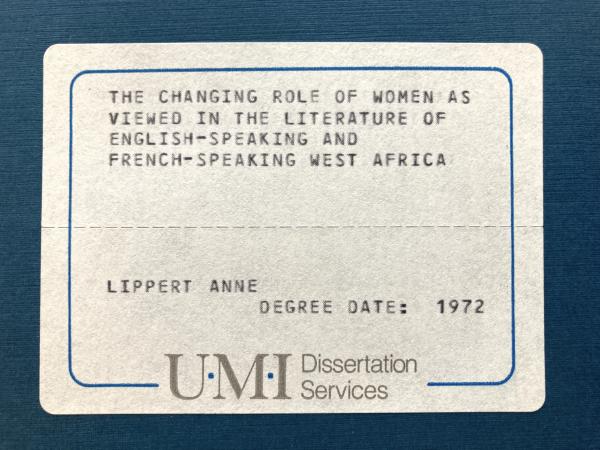 THE CHANGING ROLE OF WOMEN AS
VIEWED IN THE LITERATURE OF
ENGLISH-SPEAKING AND
FRENCH-SPEAKING WEST AFRICA
LIPPERT ANNE
DEGREE DATE: 1972
U·M·I Dissertation
Services